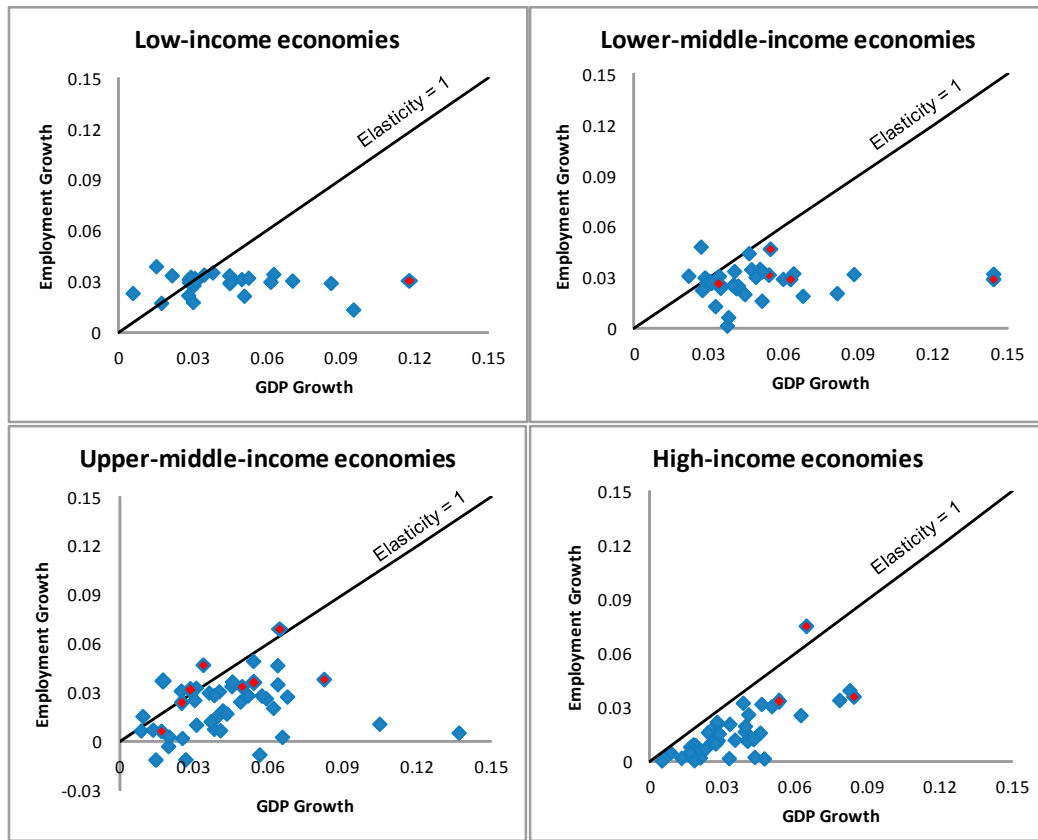 Low-income economies
0.15
0.12
0.09
0.06
0.03
0
Employment Growth
Elasticity = 1
0 0.03 0.06 0.09 0.12 0.15
GDP Growth
Lower-middle-income economies
0.15
0.12
0.09
0.06
0.03
0
Employment Growth
Elasticity = 1
0 0.03 0.06 0.09 0.12 0.15
GDP Growth
Upper-middle-income economies
0.15
0.12
0.09
0.06
0.03
0
-0.03
Employment Growth
Elasticity = 1
0 0.03 0.06 0.09 0.12 0.15
GDP Growth
High-income economies
0.15
0.12
0.09
0.06
0.03
0
Employment Growth
Elasticity = 1
0 0.03 0.06 0.09 0.12 0.15
GDP Growth